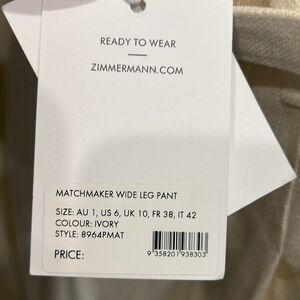 READY TO WEAR
ZIMMERMANN.COM
MATCHMAKER WIDE LEG PANT
SIZE: AU 1, US 6, UK 10, FR 38, IT 42
COLOUR: IVORY
STYLE: 8964PMAT
PRICE:
9 358201 938303